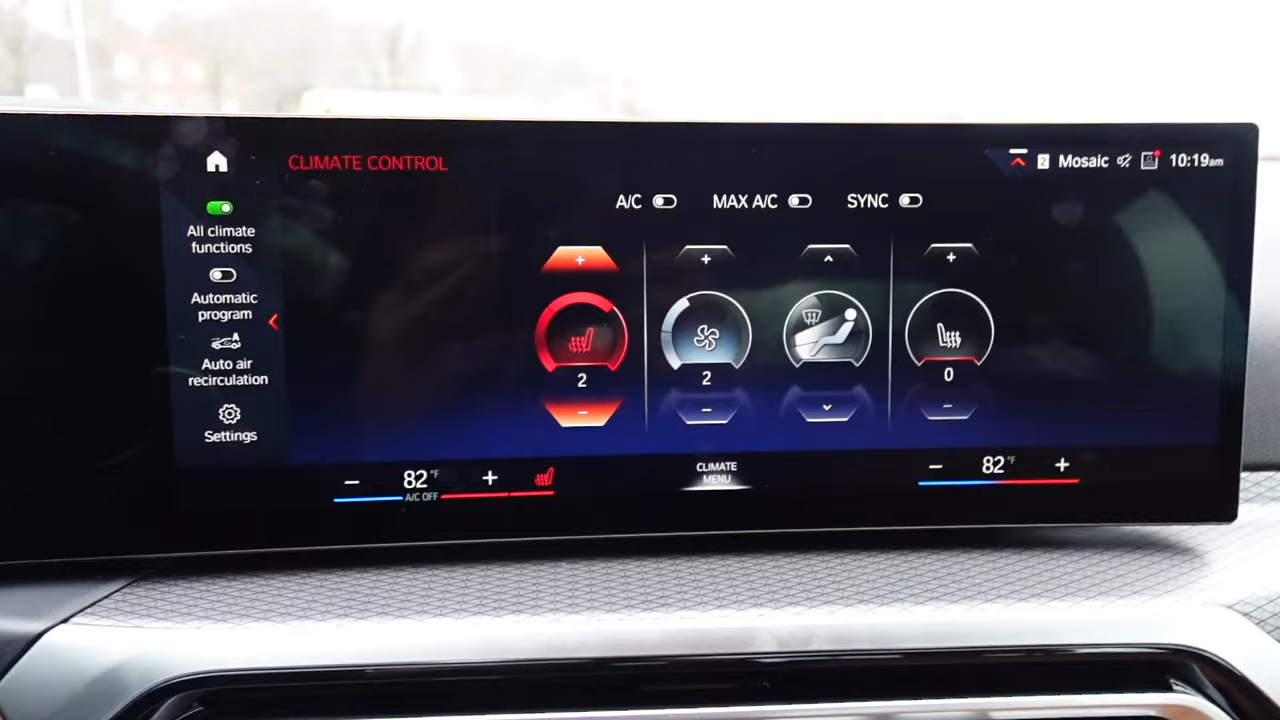 CLIMATE CONTROL
2 Mosaic 10:19am
A/C
MAX A/C
SYNC
All climate
functions
Automatic
program
Auto air
recirculation
Settings
+
+
+
2
2
0
−
−
−
− 82°F +
A/C OFF
CLIMATE
MENU
− 82°F +